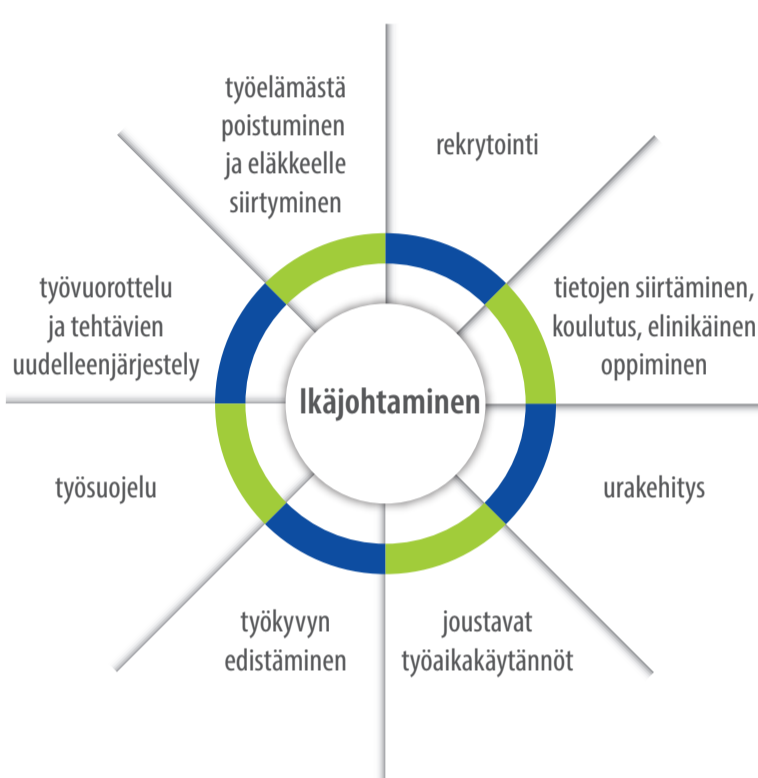 työelämästä
poistuminen
ja eläkkeelle
siirtyminen
rekrytointi
tietojen siirtäminen,
koulutus, elinikäinen
oppiminen
urakehitys
joustavat
työaikakäytännöt
työkyvyn
edistäminen
työsuojelu
työvuorottelu
ja tehtävien
uudelleenjärjestely
Ikäjohtaminen